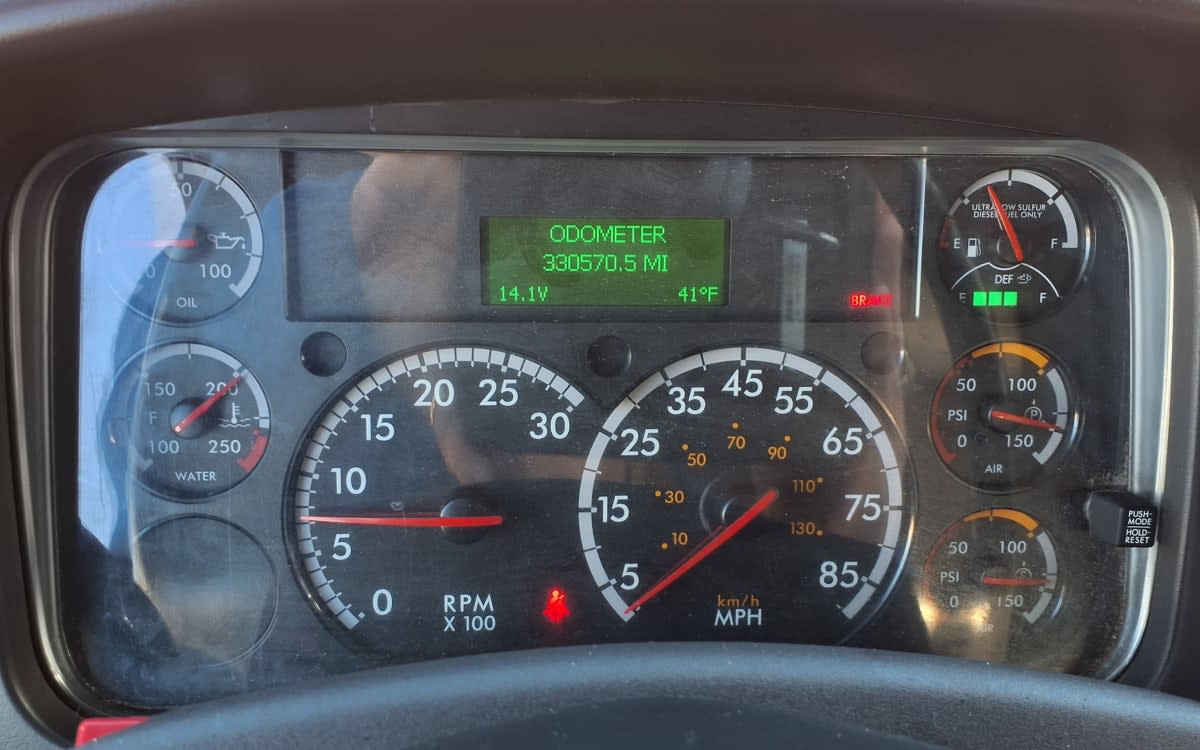 50
0
100
OIL
ODOMETER
330570.5 MI
14.1V
41°F
BRAKE
ULTRA LOW SULFUR
DIESEL FUEL ONLY
E
F
DEF
E
F
150
200
F
100
250
WATER
0
5
10
15
20
25
30
RPM
X 100
5
15
25
35
45
55
65
75
85
10
30
50
70
90
110
130
km/h
MPH
50
100
PSI
P
0
150
AIR
50
100
PSI
0
150
PUSH-
MODE
HOLD-
RESET